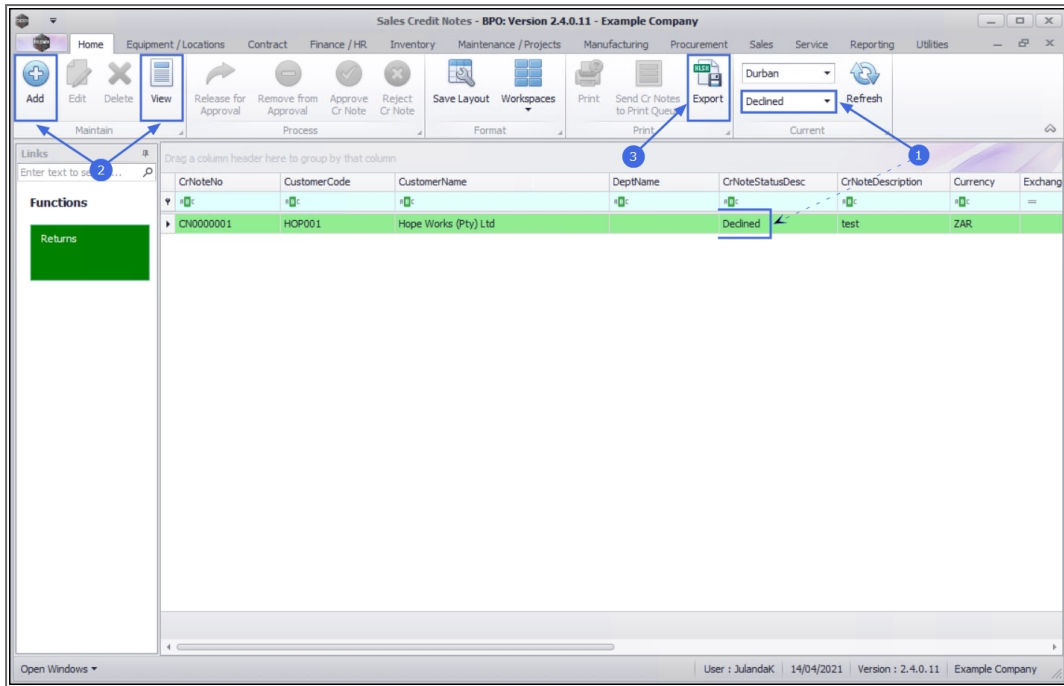 Sales Credit Notes - BPO: Version 2.4.0.11 - Example Company
Home Equipment / Locations Contract Finance / HR Inventory Maintenance / Projects Manufacturing Procurement Sales Service Reporting Utilities
Add Edit Delete View Release for Approval Remove from Approval Approve Cr Note Reject Cr Note Save Layout Workspaces Print Send Cr Notes to Print Queue Export Durban Declined Refresh
Maintain Process Format Print Current
2 3 1
Links
Enter text to se... 
Functions
Returns
Drag a column header here to group by that column
CrNoteNo CustomerCode CustomerName DeptName CrNoteStatusDesc CrNoteDescription Currency Exchang
CN0000001 HOP001 Hope Works (Pty) Ltd Declined test ZAR
Open Windows User : JulandaK 14/04/2021 Version : 2.4.0.11 Example Company